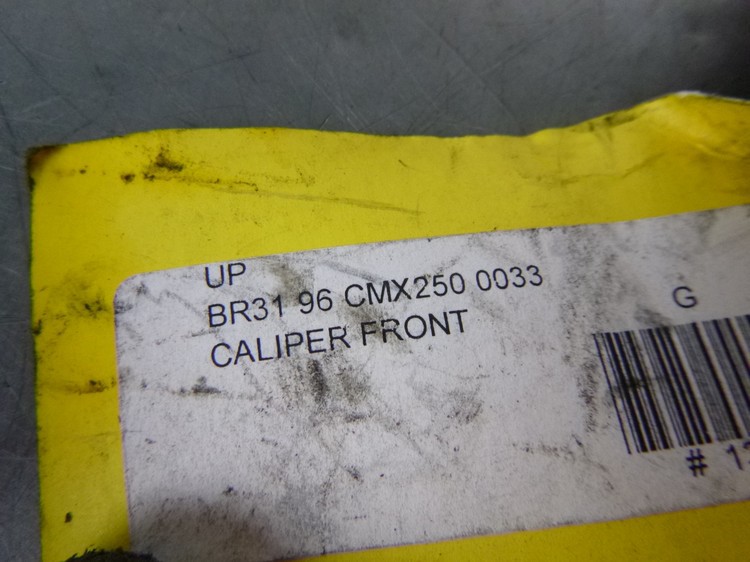 UP
BR31 96 CMX250 0033
CALIPER FRONT
G
#